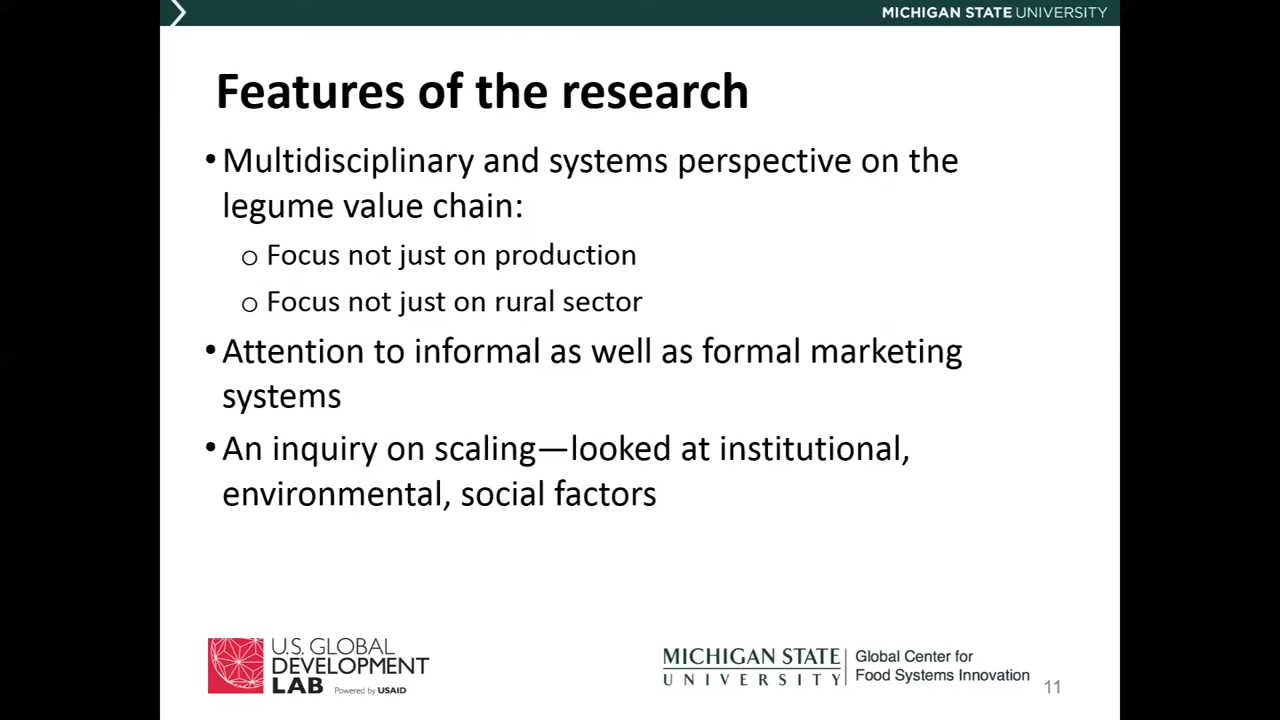 MICHIGAN STATE UNIVERSITY
Features of the research
•Multidisciplinary and systems perspective on the
legume value chain:
o Focus not just on production
o Focus not just on rural sector
•Attention to informal as well as formal marketing
systems
•An inquiry on scaling—looked at institutional,
environmental, social factors
U.S. GLOBAL
DEVELOPMENT
LAB Powered by USAID
MICHIGAN STATE
UNIVERSITY
Global Center for
Food Systems Innovation
11